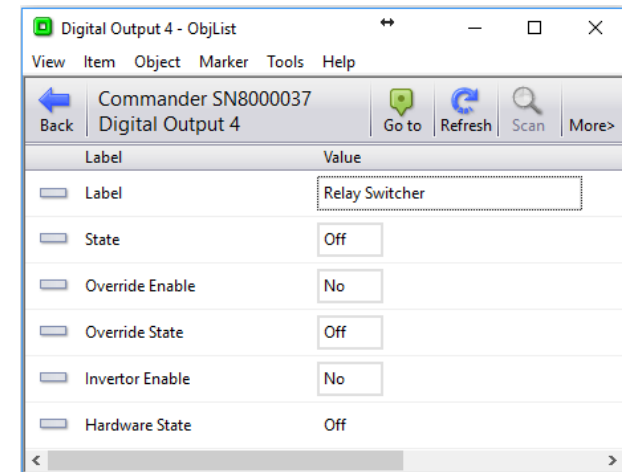 Digital Output 4 - ObjList
View Item Object Marker Tools Help
Back
Commander SN8000037
Digital Output 4
Go to Refresh Scan More>
Label Value
Label Relay Switcher
State Off
Override Enable No
Override State Off
Invertor Enable No
Hardware State Off